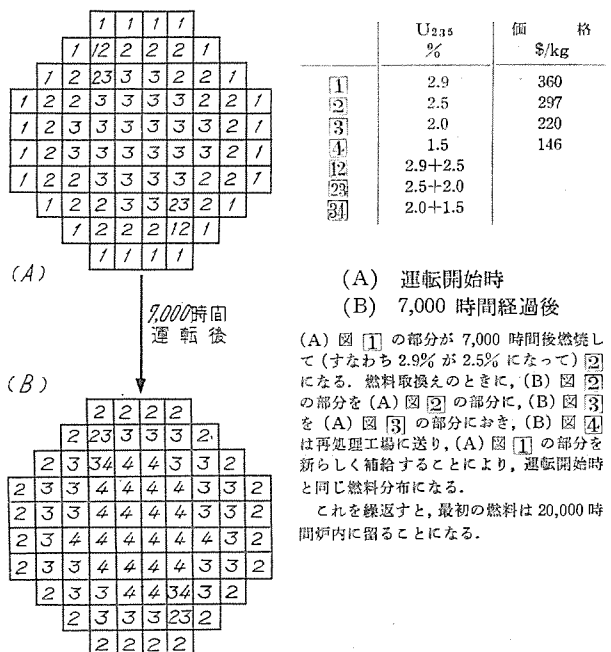 1 1 1 1
1 12 2 2 2 1
1 2 23 3 3 2 2 1
1 2 2 3 3 3 3 2 2 1
1 2 3 3 3 3 3 3 2 1
1 2 3 3 3 3 3 3 2 1
1 2 2 3 3 3 3 2 2 1
1 2 2 3 3 23 2 1
1 2 2 2 12 1
1 1 1 1
(A)
7,000時間
運転後
(B)
2 2 2 2
2 23 3 3 3 2
2 3 34 4 4 3 3 2
2 3 3 4 4 4 4 3 3 2
2 3 3 4 4 4 4 3 3 2
2 3 4 4 4 4 4 4 3 2
2 3 3 4 4 4 4 3 3 2
2 3 3 4 4 34 3 2
2 3 3 3 23 2
2 2 2 2
U235 価 格
% $/kg
1 2.9 360
2 2.5 297
3 2.0 220
4 1.5 146
12 2.9+2.5
23 2.5+2.0
34 2.0+1.5
(A) 運転開始時
(B) 7,000 時間経過後
(A) 図 1 の部分が 7,000 時間後燃焼し
て (すなわち 2.9% が 2.5% になって) 2
になる. 燃料取換えのときに, (B) 図 2
の部分を (A) 図 2 の部分に, (B) 図 3
を (A) 図 3 の部分におき, (B) 図 4
は再処理工場に送り, (A) 図 1 の部分を
新らしく補給することにより, 運転開始時
と同じ燃料分布になる.
これを繰返すと, 最初の燃料は 20,000 時
間炉内に留ることになる.